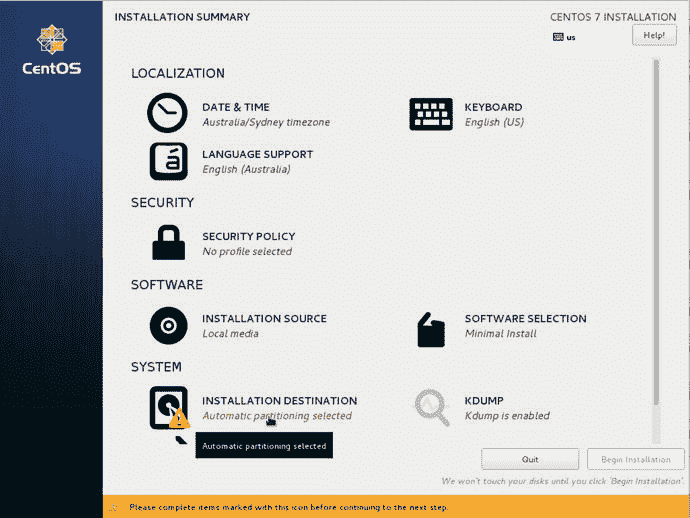 INSTALLATION SUMMARY
CENTOS 7 INSTALLATION
us
Help!
CentOS
LOCALIZATION
DATE & TIME
Australia/Sydney timezone
KEYBOARD
English (US)
LANGUAGE SUPPORT
English (Australia)
SECURITY
SECURITY POLICY
No profile selected
SOFTWARE
INSTALLATION SOURCE
Local media
SOFTWARE SELECTION
Minimal Install
SYSTEM
INSTALLATION DESTINATION
Automatic partitioning selected
KDUMP
Kdump is enabled
Automatic partitioning selected
Quit
Begin Installation
We won't touch your disks until you click 'Begin Installation'.
Please complete items marked with this icon before continuing to the next step.